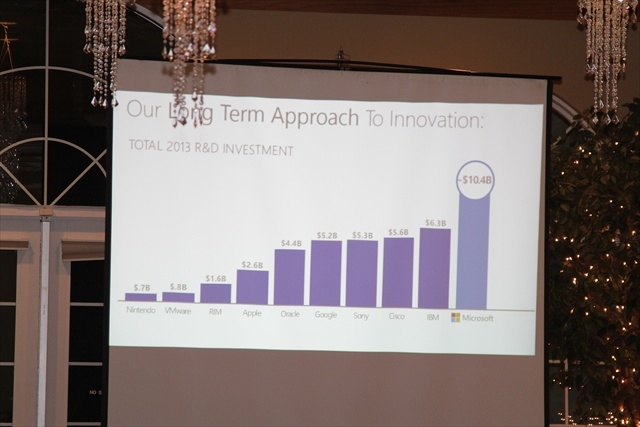 Our Long Term Approach To Innovation:
TOTAL 2013 R&D INVESTMENT
~$10.4B
$6.3B
$5.6B
$5.3B
$5.2B
$4.4B
$2.6B
$1.6B
$.8B
$.7B
Nintendo VMware RIM Apple Oracle Google Sony Cisco IBM Microsoft